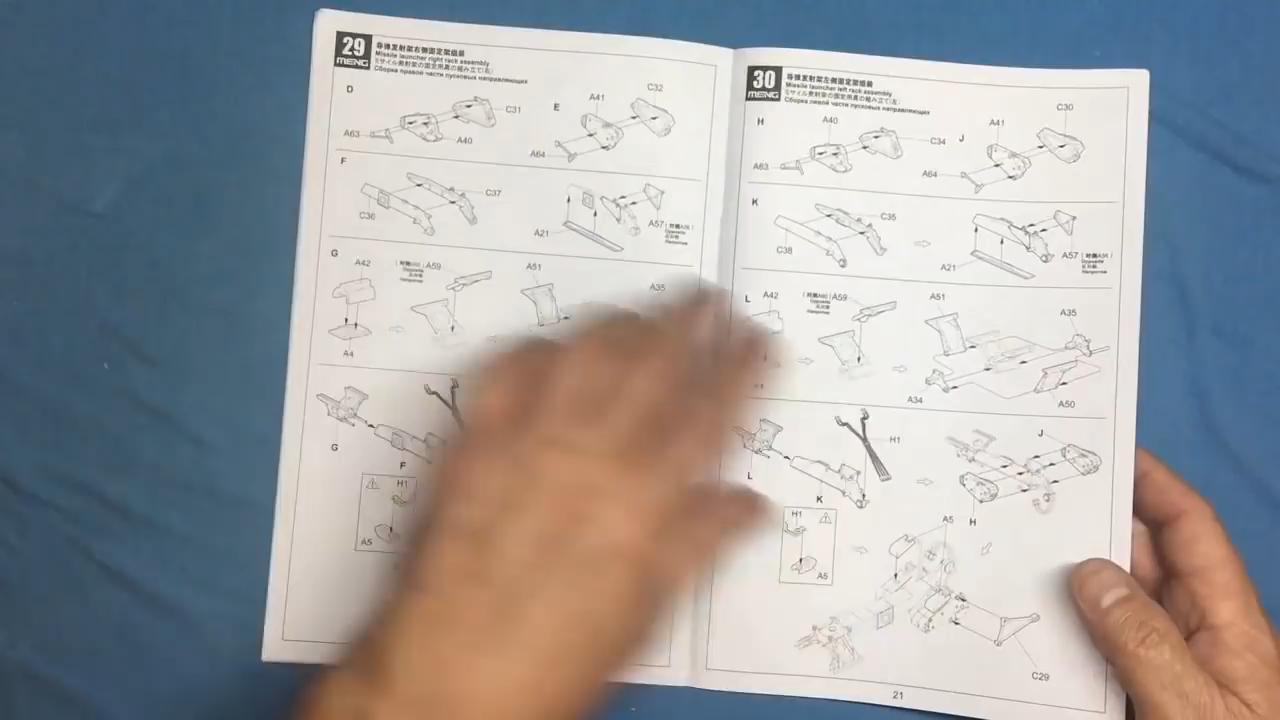 29
MENG
导弹发射架右侧固定架组装
Missile launcher right rack assembly
ミサイル発射架の固定用具の組み立て(右)
Сборка правой части пусковых направляющих
D
C31
A63
A40
E
A41
C32
A64
F
C37
C36
A21
A57
Opposite
G
A42
A59
Opposite
A51
A35
A4
G
F
H1
A5
30
MENG
导弹发射架左侧固定架组装
Missile launcher left rack assembly
ミサイル発射架の固定用具の組み立て(左)
Сборка левой части пусковых направляющих
H
A40
C34
A63
J
A41
C30
A64
K
C35
C38
A21
A57
Opposite
L
A42
A59
Opposite
A51
A35
A34
A50
L
K
H1
J
H
H1
A5
A5
C29
21